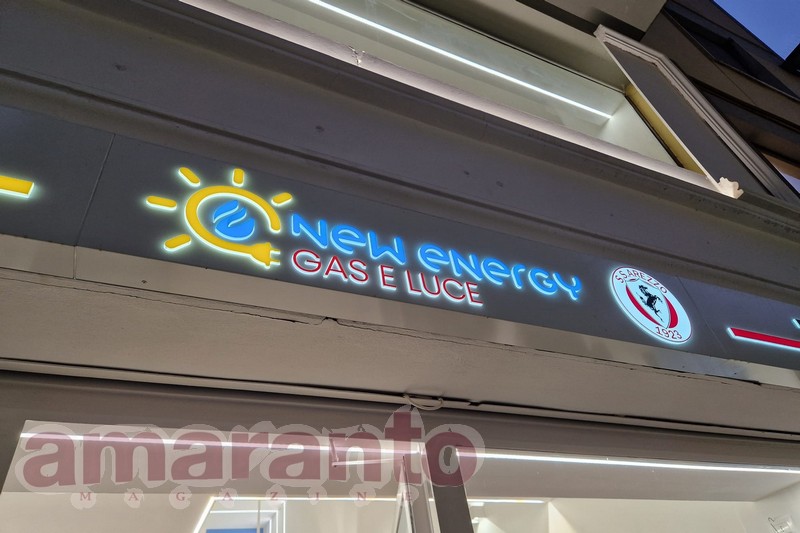 New energy
GAS E LUCE
S.S.AREZZO
1923
amaranto
MAGAZINE